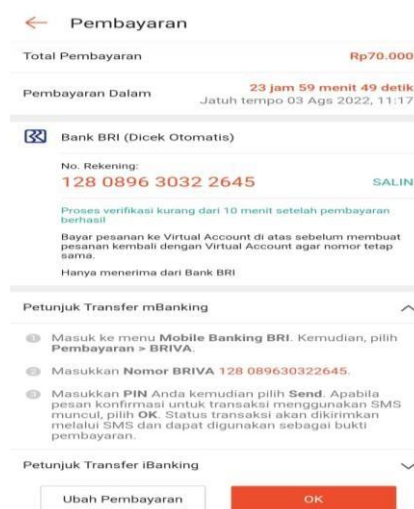 Pembayaran
Total Pembayaran Rp70.000
Pembayaran Dalam 23 jam 59 menit 49 detik
Jatuh tempo 03 Ags 2022, 11:17
Bank BRI (Dicek Otomatis)
No. Rekening:
128 0896 3032 2645 SALIN
Proses verifikasi kurang dari 10 menit setelah pembayaran
berhasil
Bayar pesanan ke Virtual Account di atas sebelum membuat
pesanan kembali dengan Virtual Account agar nomor tetap
sama.
Hanya menerima dari Bank BRI
Petunjuk Transfer mBanking
1 Masuk ke menu Mobile Banking BRI. Kemudian, pilih
Pembayaran > BRIVA.
2 Masukkan Nomor BRIVA 128 089630322645.
3 Masukkan PIN Anda kemudian pilih Send. Apabila
pesan konfirmasi untuk transaksi menggunakan SMS
muncul, pilih OK. Status transaksi akan dikirimkan
melalui SMS dan dapat digunakan sebagai bukti
pembayaran.
Petunjuk Transfer iBanking
Ubah Pembayaran OK